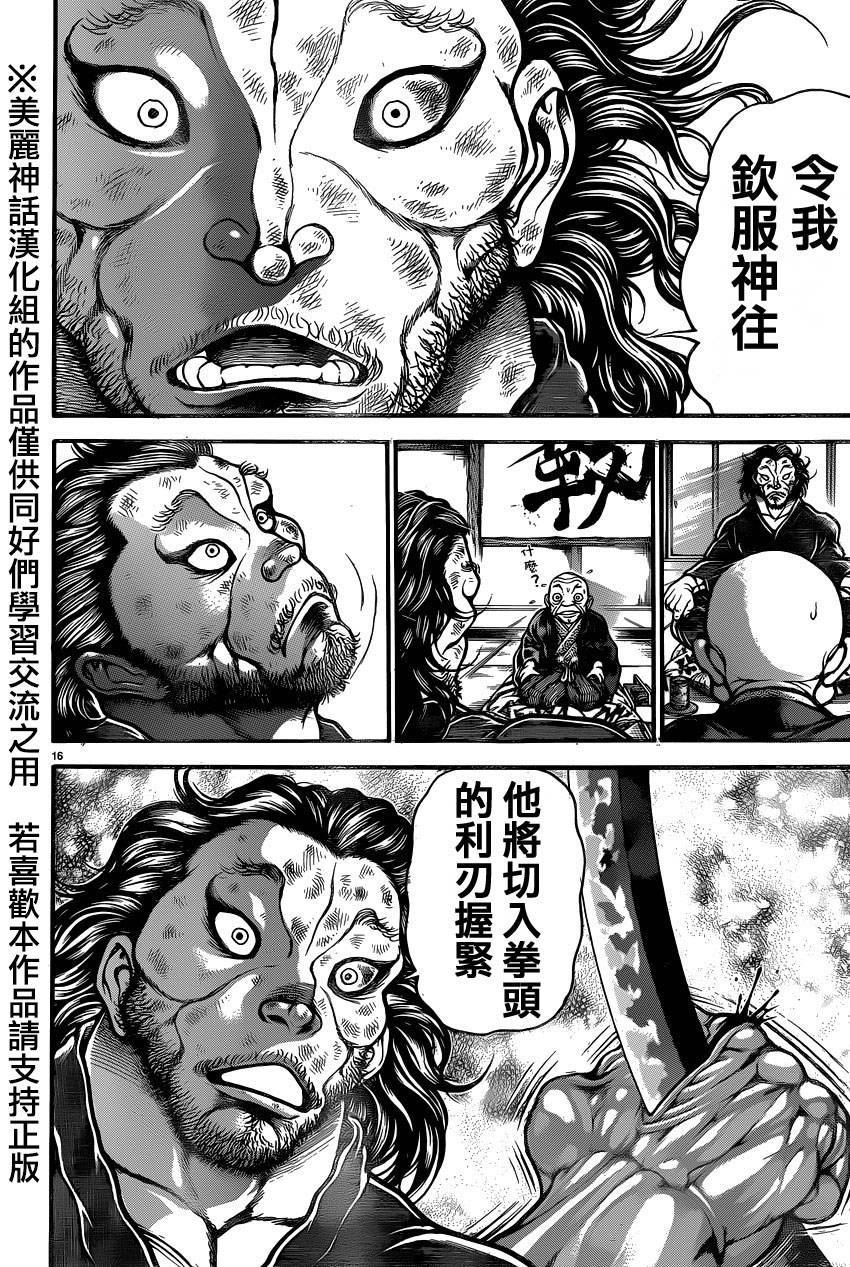 令我
欽服神往
什麼？
16
他將切入拳頭
的利刃握緊
※美麗神話漢化組的作品僅供同好們學習交流之用　若喜歡本作品請支持正版